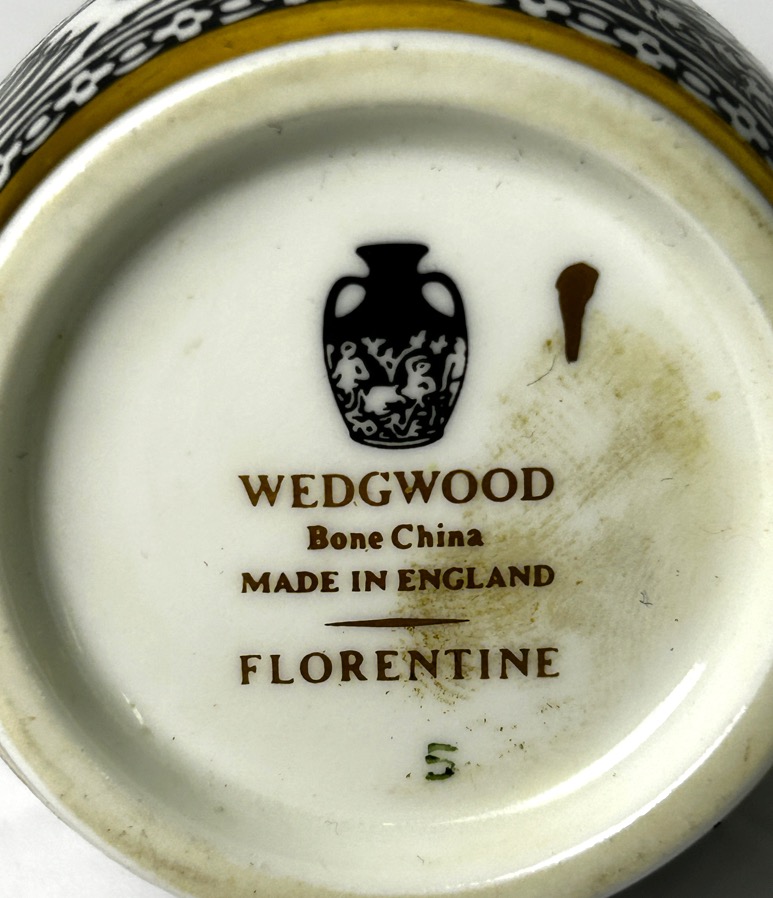 WEDGWOOD
Bone China
MADE IN ENGLAND
FLORENTINE
5